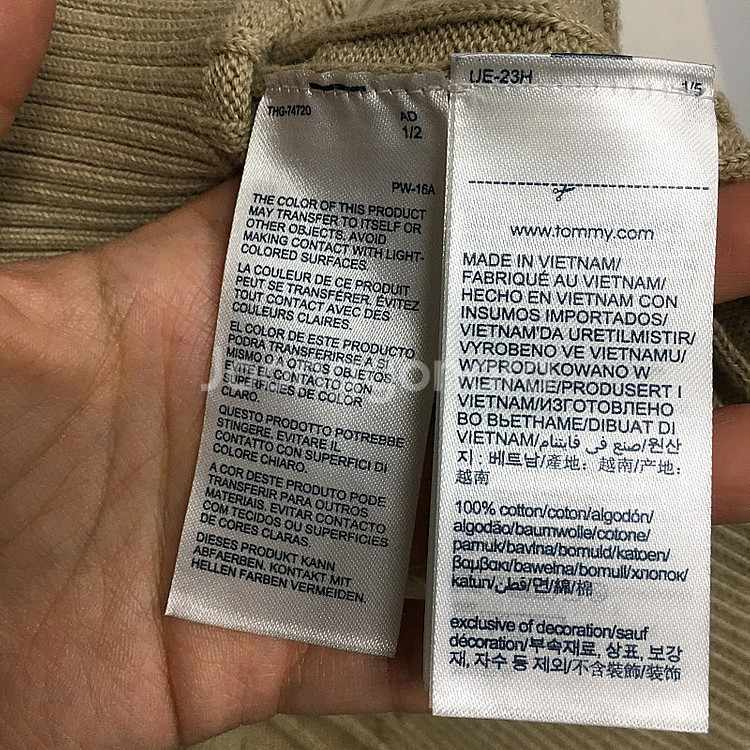 THG-74720
AD
1/2
PW-16A
THE COLOR OF THIS PRODUCT
MAY TRANSFER TO ITSELF OR
OTHER OBJECTS, AVOID
MAKING CONTACT WITH LIGHT-
COLORED SURFACES.
LA COULEUR DE CE PRODUIT
PEUT SE TRANSFÉRER, ÉVITEZ
TOUT CONTACT AVEC DES
COULEURS CLAIRES.
EL COLOR DE ESTE PRODUCTO
PODRA TRANSFERIRSE A SI
MISMO O A OTROS OBJETOS,
EVITE EL CONTACTO CON
SUPERFICIES DE COLOR
CLARO.
QUESTO PRODOTTO POTREBBE
STINGERE, EVITARE IL
CONTATTO CON SUPERFICI DI
COLORE CHIARO.
A COR DESTE PRODUTO PODE
TRANSFERIR PARA OUTROS
MATERIAIS, EVITAR CONTACTO
COM TECIDOS OU SUPERFICIES
DE CORES CLARAS
DIESES PRODUKT KANN
ABFAERBEN. KONTAKT MIT
HELLEN FARBEN VERMEIDEN.
UE-23H
1/5
www.tommy.com
MADE IN VIETNAM/
FABRIQUÉ AU VIETNAM/
HECHO EN VIETNAM CON
INSUMOS IMPORTADOS/
VIETNAM'DA URETILMISTIR/
VYROBENO VE VIETNAMU/
WYPRODUKOWANO W
WIETNAMIE/PRODUSERT I
VIETNAM/ИЗГОТОВЛЕНО
ВО ВЬЕТНАМЕ/DIBUAT DI
VIETNAM/صنع في فايتنام/원산
지 : 베트남/產地：越南/产地：
越南
100% cotton/coton/algodón/
algodão/baumwolle/cotone/
pamuk/bavlna/bomuld/katoen/
βαμβακι/bawełna/bomull/хлопок/
katun/قطن/면/綿/棉
exclusive of decoration/sauf
décoration/부속재료, 상표, 보강
재, 자수 등 제외/不含裝飾/装饰